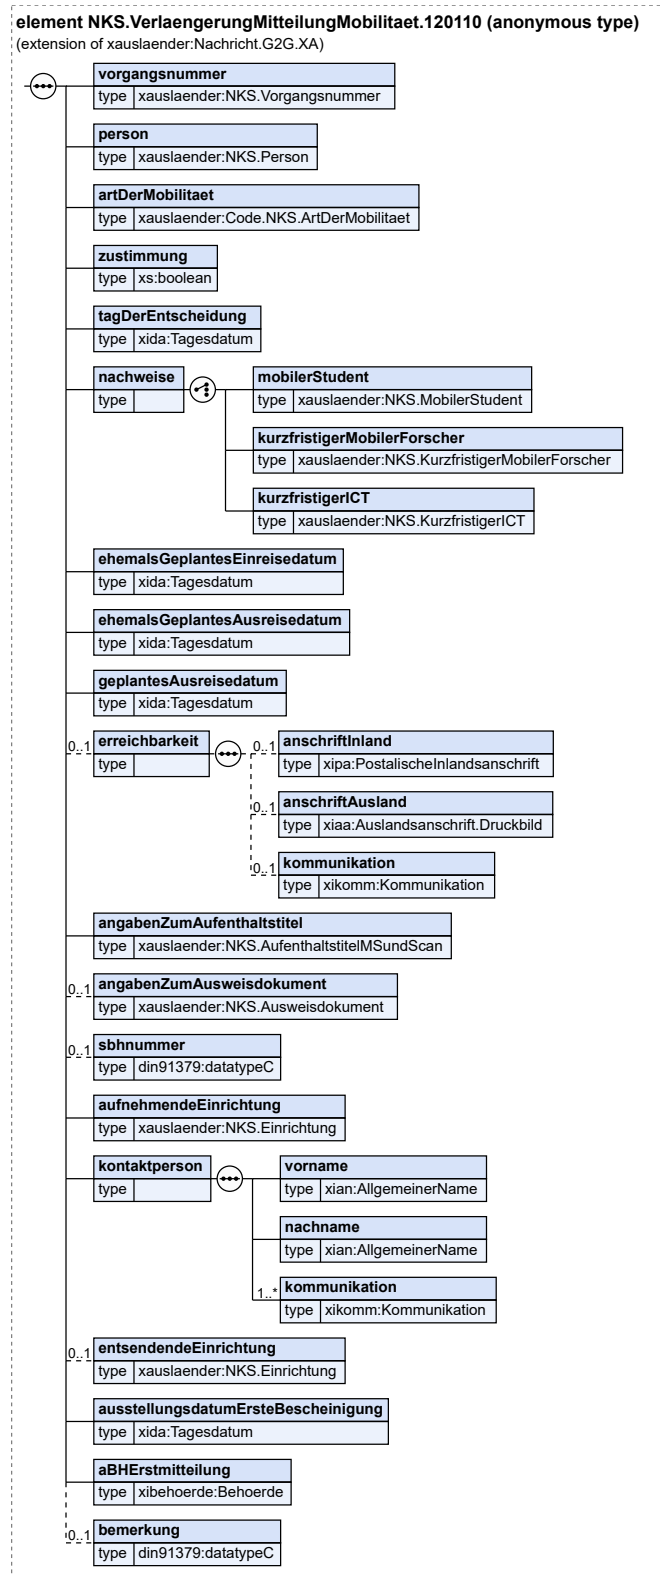 element NKS.VerlaengerungMitteilungMobilitaet.120110 (anonymous type)
(extension of xauslaender:Nachricht.G2G.XA)
vorgangsnummer
type xauslaender:NKS.Vorgangsnummer
person
type xauslaender:NKS.Person
artDerMobilitaet
type xauslaender:Code.NKS.ArtDerMobilitaet
zustimmung
type xs:boolean
tagDerEntscheidung
type xida:Tagesdatum
nachweise
type
mobilerStudent
type xauslaender:NKS.MobilerStudent
kurzfristigerMobilerForscher
type xauslaender:NKS.KurzfristigerMobilerForscher
kurzfristigerICT
type xauslaender:NKS.KurzfristigerICT
ehemalsGeplantesEinreisedatum
type xida:Tagesdatum
ehemalsGeplantesAusreisedatum
type xida:Tagesdatum
geplantesAusreisedatum
type xida:Tagesdatum
0..1 erreichbarkeit
type
0..1 anschriftInland
type xipa:PostalischeInlandsanschrift
0..1 anschriftAusland
type xiaa:Auslandsanschrift.Druckbild
0..1 kommunikation
type xikomm:Kommunikation
angabenZumAufenthaltstitel
type xauslaender:NKS.AufenthaltstitelMSundScan
0..1 angabenZumAusweisdokument
type xauslaender:NKS.Ausweisdokument
0..1 sbhnummer
type din91379:datatypeC
aufnehmendeEinrichtung
type xauslaender:NKS.Einrichtung
kontaktperson
type
vorname
type xian:AllgemeinerName
nachname
type xian:AllgemeinerName
1..* kommunikation
type xikomm:Kommunikation
0..1 entsendendeEinrichtung
type xauslaender:NKS.Einrichtung
ausstellungsdatumErsteBescheinigung
type xida:Tagesdatum
aBHErstmitteilung
type xibehoerde:Behoerde
0..1 bemerkung
type din91379:datatypeC